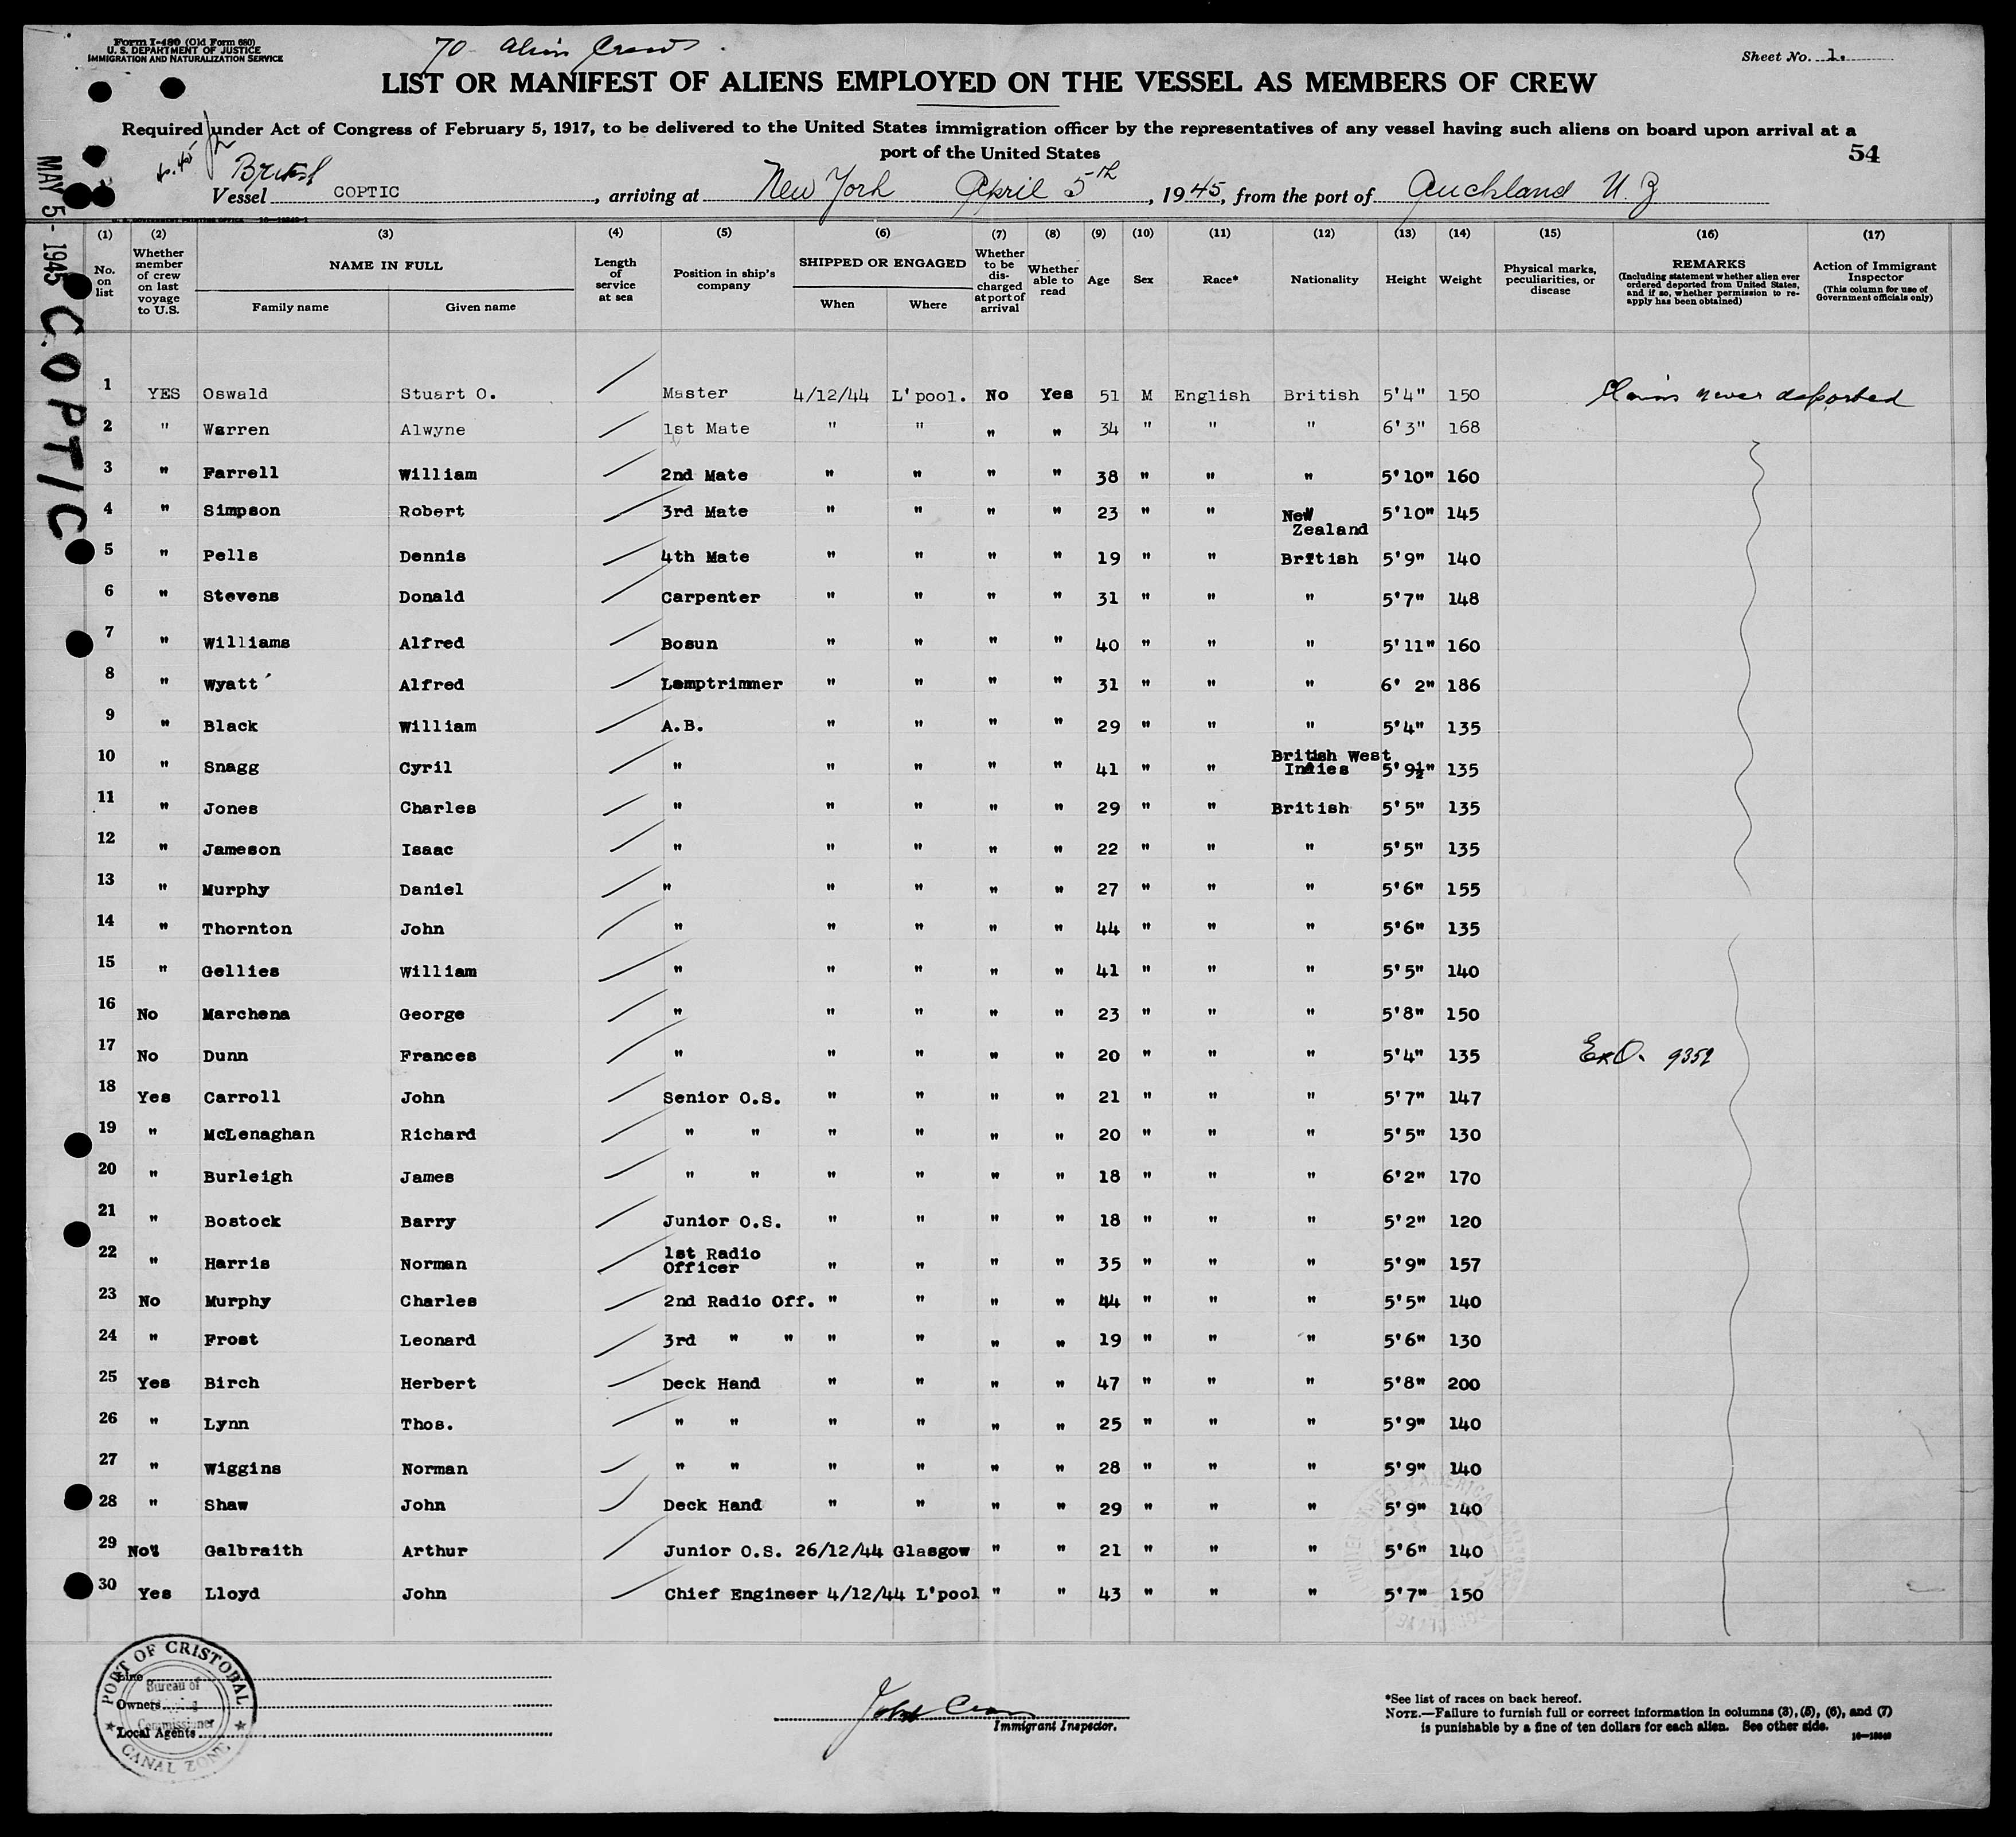 Form I-480 (Old Form 680)
U. S. DEPARTMENT OF JUSTICE
IMMIGRATION AND NATURALIZATION SERVICE
70 Alien Crew
Sheet No. 1.
LIST OR MANIFEST OF ALIENS EMPLOYED ON THE VESSEL AS MEMBERS OF CREW
Required under Act of Congress of February 5, 1917, to be delivered to the United States immigration officer by the representatives of any vessel having such aliens on board upon arrival at a
port of the United States
54
British
Vessel COPTIC, arriving at New York April 5th, 1945, from the port of Auckland N.Z
MAY 5 - 1945 COPTIC
(1) (2) (3) (4) (5) (6) (7) (8) (9) (10) (11) (12) (13) (14) (15) (16) (17)
No. on list
Whether member of crew on last voyage to U.S.
NAME IN FULL
Family name Given name
Length of service at sea
Position in ship's company
SHIPPED OR ENGAGED
When Where
Whether to be discharged at port of arrival
Whether able to read
Age Sex Race* Nationality Height Weight
Physical marks, peculiarities, or disease
REMARKS
(Including statement whether alien ever ordered deported from United States, and if so, whether permission to re-apply has been obtained)
Action of Immigrant Inspector
(This column for use of Government officials only)
1 YES Oswald Stuart O. Master 4/12/44 L'pool. No Yes 51 M English British 5'4" 150 Claims never deported
2 " Warren Alwyne 1st Mate " " " " 34 " " " 6'3" 168
3 " Farrell William 2nd Mate " " " " 38 " " " 5'10" 160
4 " Simpson Robert 3rd Mate " " " " 23 " " New Zealand 5'10" 145
5 " Pells Dennis 4th Mate " " " " 19 " " British 5'9" 140
6 " Stevens Donald Carpenter " " " " 31 " " " 5'7" 148
7 " Williams Alfred Bosun " " " " 40 " " " 5'11" 160
8 " Wyatt Alfred Lamptrimmer " " " " 31 " " " 6' 2" 186
9 " Black William A.B. " " " " 29 " " " 5'4" 135
10 " Snagg Cyril " " " " " 41 " " British West Indies 5'9½" 135
11 " Jones Charles " " " " " 29 " " British 5'5" 135
12 " Jameson Isaac " " " " " 22 " " " 5'5" 135
13 " Murphy Daniel " " " " " 27 " " " 5'6" 155
14 " Thornton John " " " " " 44 " " " 5'6" 135
15 " Gellies William " " " " " 41 " " " 5'5" 140
16 No Marchena George " " " " " 23 " " " 5'8" 150
17 No Dunn Frances " " " " " 20 " " " 5'4" 135 ExO. 9352
18 Yes Carroll John Senior O.S. " " " " 21 " " " 5'7" 147
19 " McLenaghan Richard " " " " " " 20 " " " 5'5" 130
20 " Burleigh James " " " " " " 18 " " " 6'2" 170
21 " Bostock Barry Junior O.S. " " " " 18 " " " 5'2" 120
22 " Harris Norman 1st Radio Officer " " " " 35 " " " 5'9" 157
23 No Murphy Charles 2nd Radio Off. " " " " 44 " " " 5'5" 140
24 " Frost Leonard 3rd " " " " " " 19 " " " 5'6" 130
25 Yes Birch Herbert Deck Hand " " " " 47 " " " 5'8" 200
26 " Lynn Thos. " " " " " " 25 " " " 5'9" 140
27 " Wiggins Norman " " " " " " 28 " " " 5'9" 140
28 " Shaw John Deck Hand " " " " 29 " " " 5'9" 140
29 No Galbraith Arthur Junior O.S. 26/12/44 Glasgow " " 21 " " " 5'6" 140
30 Yes Lloyd John Chief Engineer 4/12/44 L'pool " " 43 " " " 5'7" 150
PORT OF CRISTOBAL
Bureau of
Commissioner
CANAL ZONE
Line
Owners
Local Agents
Immigrant Inspector.
*See list of races on back hereof.
NOTE.—Failure to furnish full or correct information in columns (3), (5), (6), and (7)
is punishable by a fine of ten dollars for each alien. See other side.